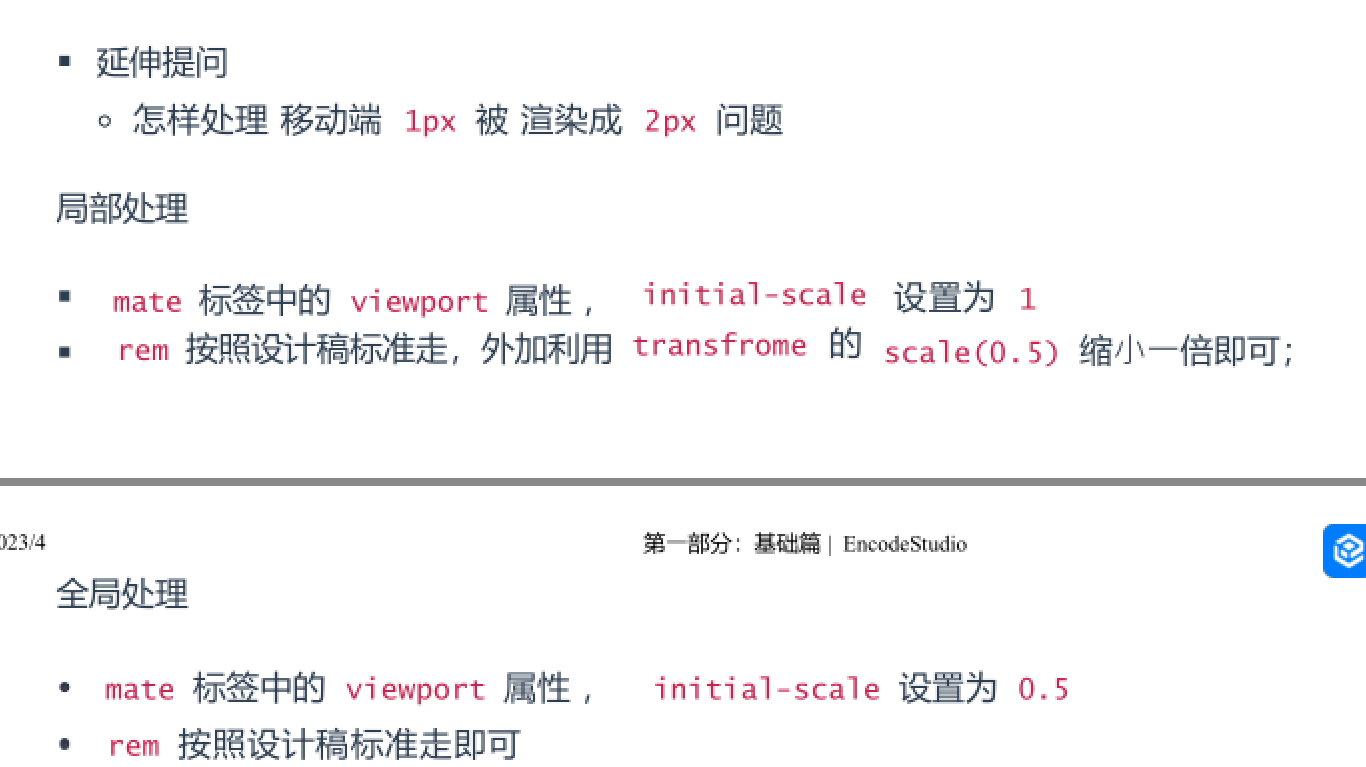 延伸提问
怎样处理 移动端 1px 被 渲染成 2px 问题
局部处理
mate 标签中的 viewport 属性 ， initial-scale 设置为 1
rem 按照设计稿标准走，外加利用 transfrome 的 scale(0.5) 缩小一倍即可；
023/4 第一部分：基础篇 | EncodeStudio
全局处理
mate 标签中的 viewport 属性 ， initial-scale 设置为 0.5
rem 按照设计稿标准走即可